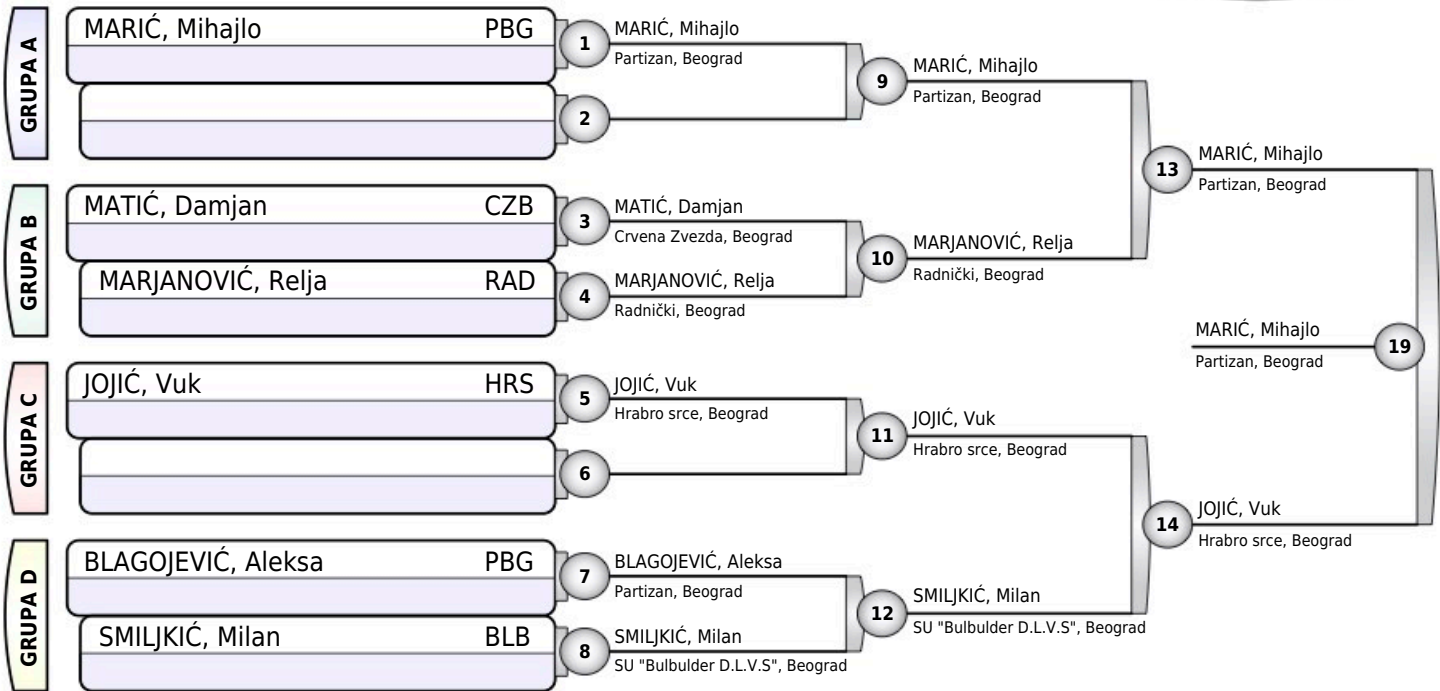 GRUPA A
MARIĆ, Mihajlo PBG
1
MARIĆ, Mihajlo
Partizan, Beograd
2
9
MARIĆ, Mihajlo
Partizan, Beograd
GRUPA B
MATIĆ, Damjan CZB
3
MATIĆ, Damjan
Crvena Zvezda, Beograd
MARJANOVIĆ, Relja RAD
4
MARJANOVIĆ, Relja
Radnički, Beograd
10
MARJANOVIĆ, Relja
Radnički, Beograd
13
MARIĆ, Mihajlo
Partizan, Beograd
GRUPA C
JOJIĆ, Vuk HRS
5
JOJIĆ, Vuk
Hrabro srce, Beograd
6
11
JOJIĆ, Vuk
Hrabro srce, Beograd
GRUPA D
BLAGOJEVIĆ, Aleksa PBG
7
BLAGOJEVIĆ, Aleksa
Partizan, Beograd
SMILJKIĆ, Milan BLB
8
SMILJKIĆ, Milan
SU "Bulbulder D.L.V.S", Beograd
12
SMILJKIĆ, Milan
SU "Bulbulder D.L.V.S", Beograd
14
JOJIĆ, Vuk
Hrabro srce, Beograd
MARIĆ, Mihajlo
Partizan, Beograd
19